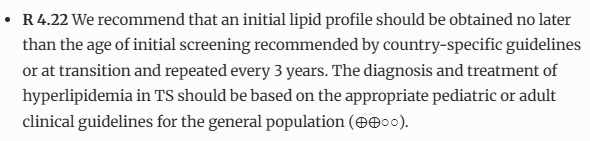 • R 4.22 We recommend that an initial lipid profile should be obtained no later
than the age of initial screening recommended by country-specific guidelines
or at transition and repeated every 3 years. The diagnosis and treatment of
hyperlipidemia in TS should be based on the appropriate pediatric or adult
clinical guidelines for the general population (⊕⊕○○).